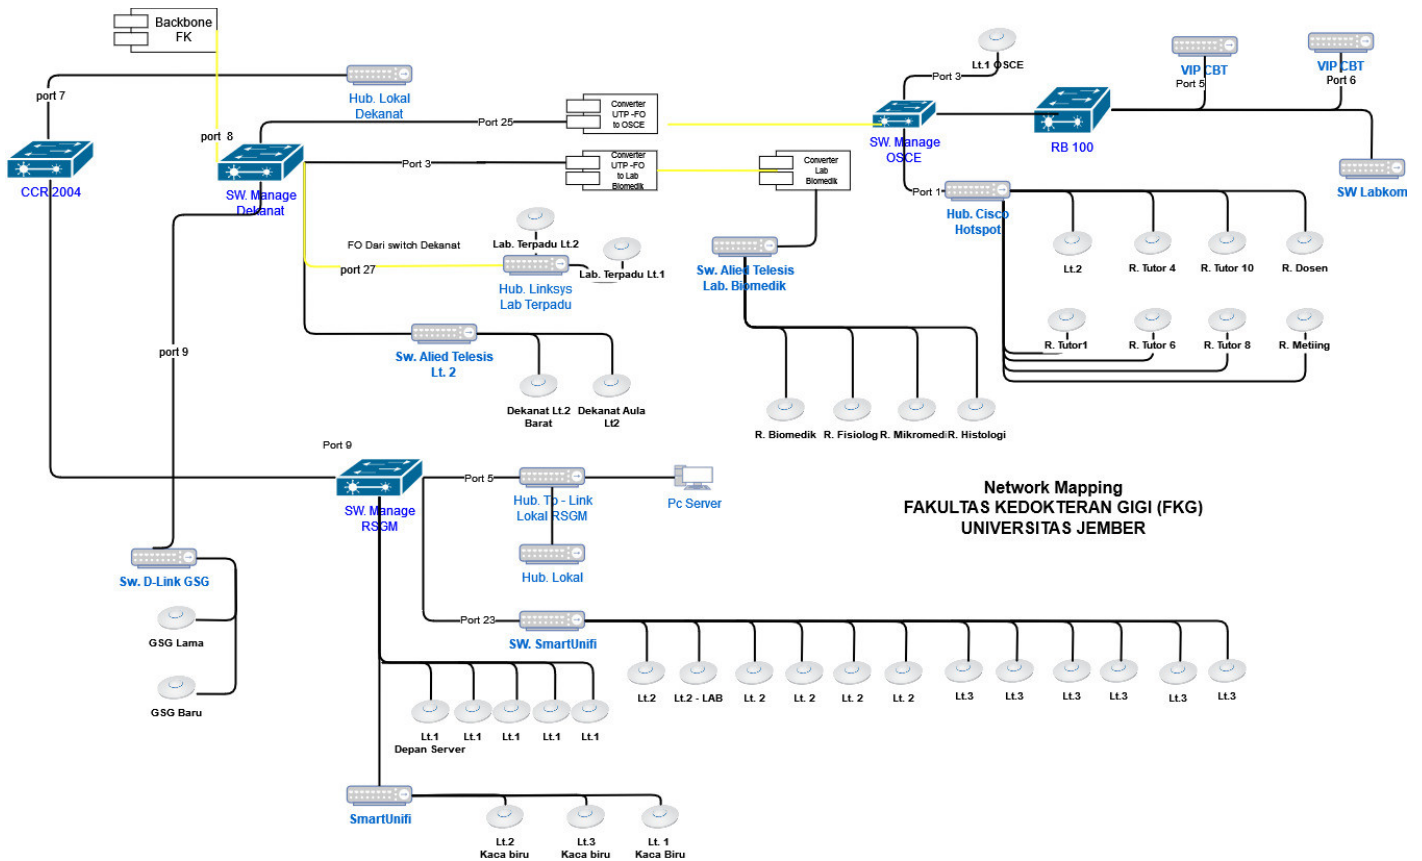 Backbone
FK
port 7
Hub. Lokal
Dekanat
port 8
CCR 2004
SW. Manage
Dekanat
Port 25
Converter
UTP -FO
to OSCE
Port 3
Converter
UTP -FO
to Lab
Biomedik
Converter
Lab
Biomedik
Lt.1 OSCE
Port 3
SW. Manage
OSCE
RB 100
VIP CBT
Port 5
VIP CBT
Port 6
SW Labkom
Port 1
Hub. Cisco
Hotspot
Lt.2
R. Tutor 4
R. Tutor 10
R. Dosen
R. Tutor1
R. Tutor 6
R. Tutor 8
R. Metiing
FO Dari switch Dekanat
port 27
Lab. Terpadu Lt.2
Lab. Terpadu Lt.1
Hub. Linksys
Lab Terpadu
Sw. Alied Telesis
Lab. Biomedik
port 9
Sw. Alied Telesis
Lt. 2
Dekanat Lt.2
Barat
Dekanat Aula
Lt2
R. Biomedik
R. Fisiolog
R. Mikromedi
R. Histologi
Port 9
SW. Manage
RSGM
Port 5
Hub. Tp - Link
Lokal RSGM
Pc Server
Hub. Lokal
Network Mapping
FAKULTAS KEDOKTERAN GIGI (FKG)
UNIVERSITAS JEMBER
Sw. D-Link GSG
GSG Lama
GSG Baru
Port 23
SW. SmartUnifi
Lt.2
Lt.2 - LAB
Lt. 2
Lt. 2
Lt. 2
Lt. 2
Lt.3
Lt.3
Lt.3
Lt.3
Lt.3
Lt.3
Lt.1
Depan Server
Lt.1
Lt.1
Lt.1
Lt.1
SmartUnifi
Lt.2
Kaca biru
Lt.3
Kaca biru
Lt. 1
Kaca Biru